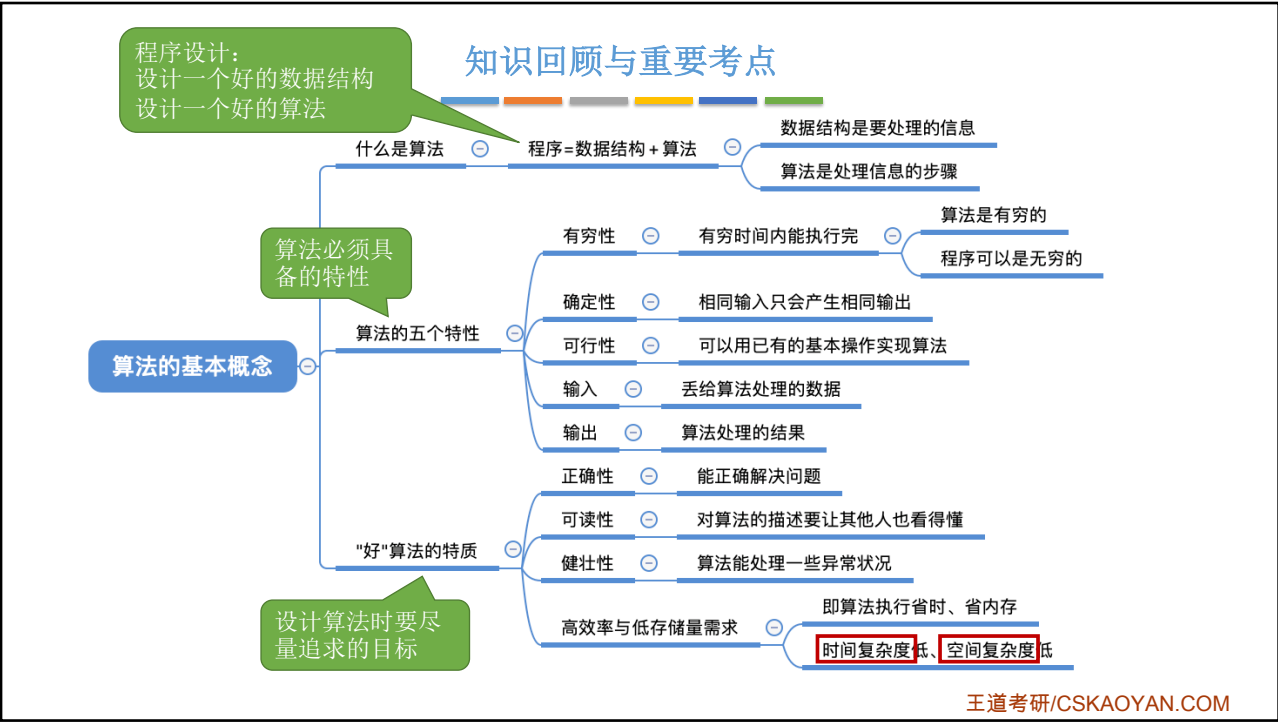 程序设计：
设计一个好的数据结构
设计一个好的算法
知识回顾与重要考点
什么是算法
程序=数据结构+算法
数据结构是要处理的信息
算法是处理信息的步骤
算法必须具
备的特性
算法的五个特性
有穷性
有穷时间内能执行完
算法是有穷的
程序可以是无穷的
确定性
相同输入只会产生相同输出
可行性
可以用已有的基本操作实现算法
输入
丢给算法处理的数据
输出
算法处理的结果
算法的基本概念
"好"算法的特质
正确性
能正确解决问题
可读性
对算法的描述要让其他人也看得懂
健壮性
算法能处理一些异常状况
高效率与低存储量需求
即算法执行省时、省内存
时间复杂度低、空间复杂度低
设计算法时要尽
量追求的目标
王道考研/CSKAOYAN.COM